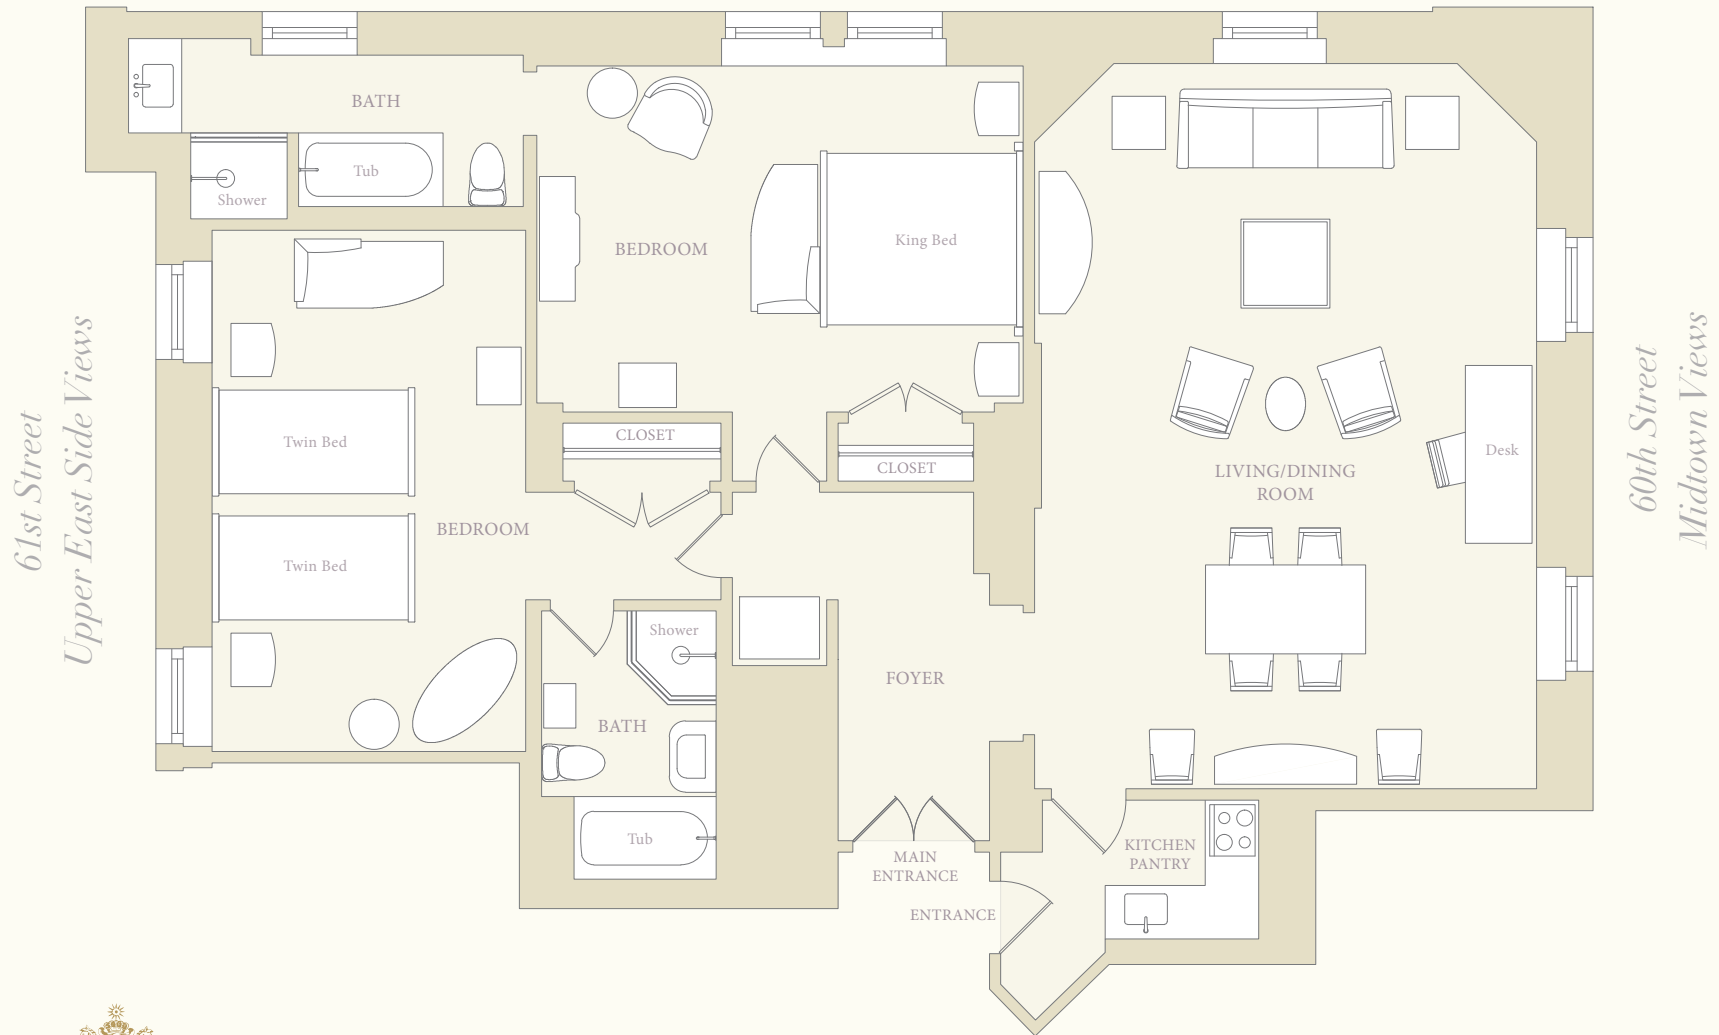 BATH
Tub
Shower
BEDROOM
King Bed
61st Street
Upper East Side Views
60th Street
Midtown Views
Twin Bed
CLOSET
CLOSET
LIVING/DINING
ROOM
Desk
BEDROOM
Twin Bed
Shower
FOYER
BATH
Tub
MAIN
ENTRANCE
KITCHEN
PANTRY
ENTRANCE